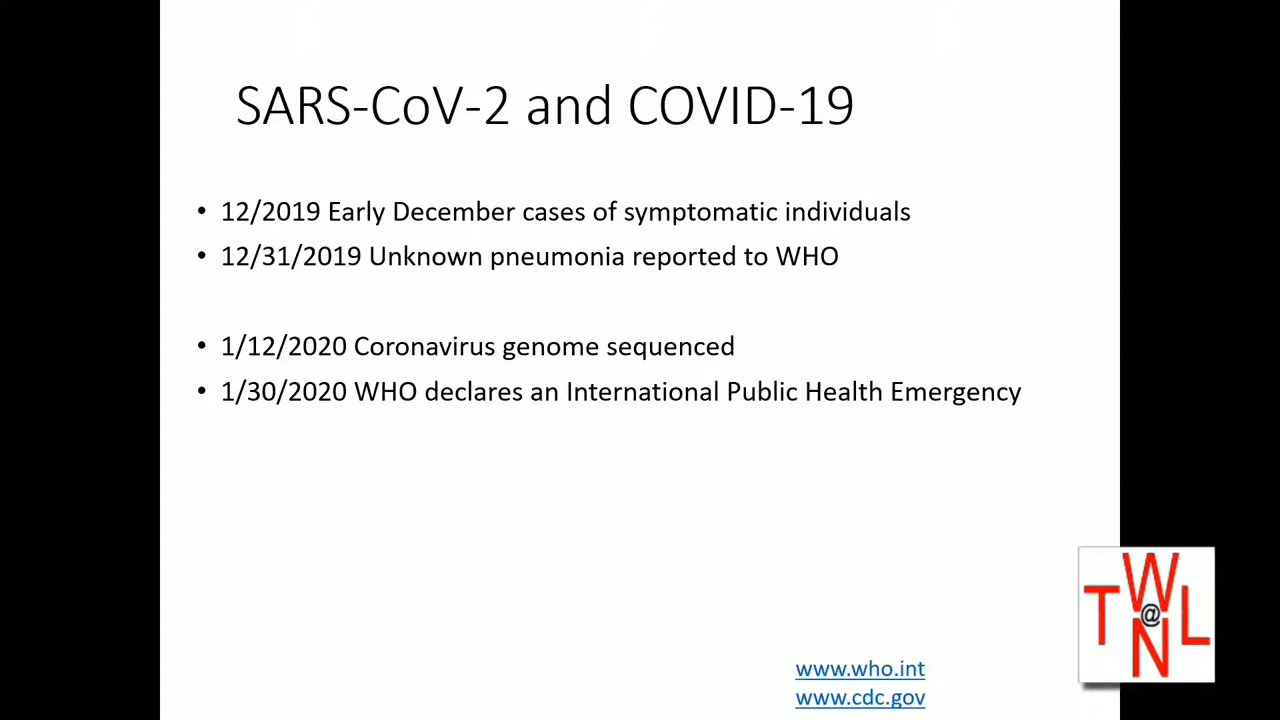 SARS-CoV-2 and COVID-19
• 12/2019 Early December cases of symptomatic individuals
• 12/31/2019 Unknown pneumonia reported to WHO
• 1/12/2020 Coronavirus genome sequenced
• 1/30/2020 WHO declares an International Public Health Emergency
www.who.int
www.cdc.gov
W
T @ L
N